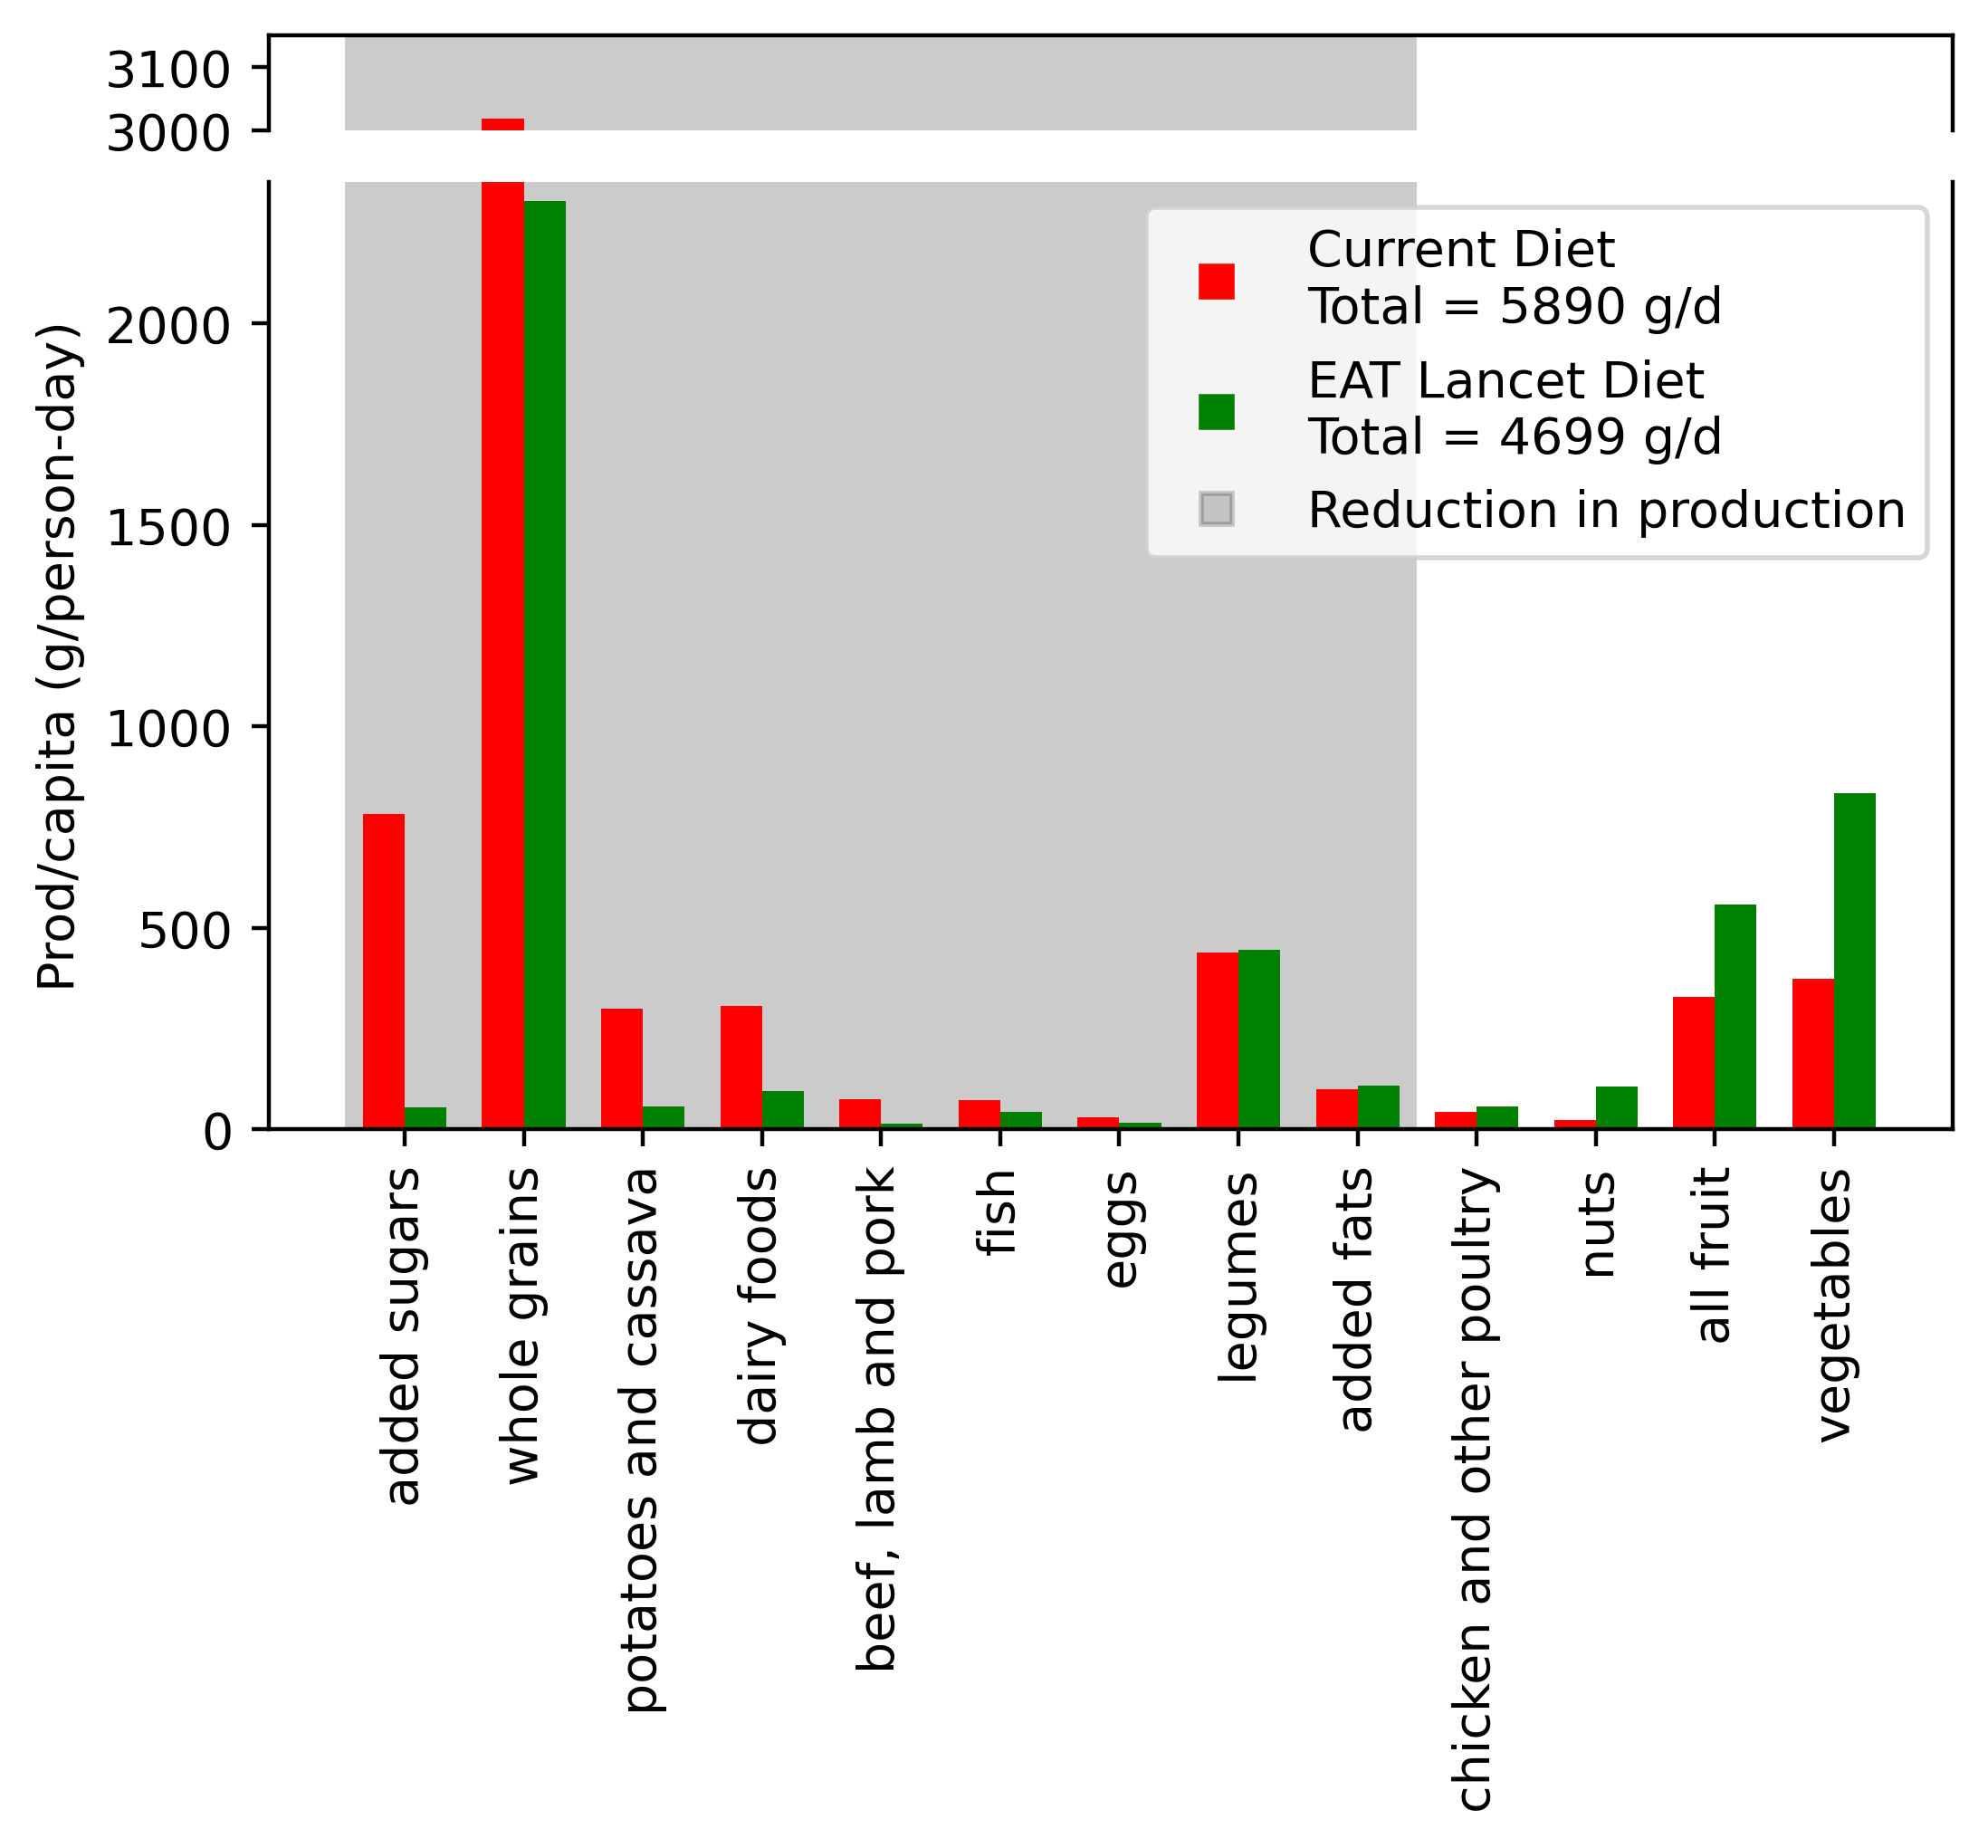 3100
3000
2000
1500
1000
500
0
Prod/capita (g/person-day)
Current Diet
Total = 5890 g/d
EAT Lancet Diet
Total = 4699 g/d
Reduction in production
added sugars
whole grains
potatoes and cassava
dairy foods
beef, lamb and pork
fish
eggs
legumes
added fats
chicken and other poultry
nuts
all fruit
vegetables